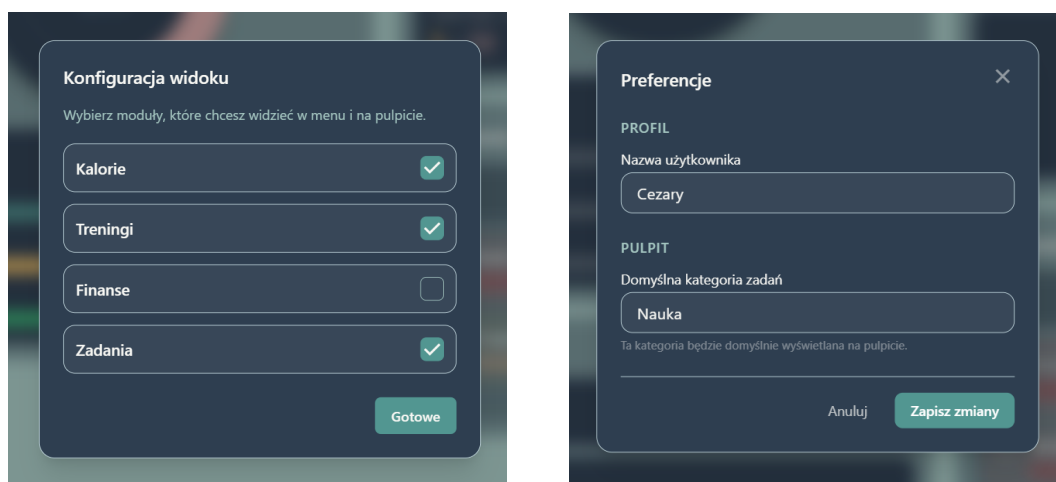 Konfiguracja widoku
Wybierz moduły, które chcesz widzieć w menu i na pulpicie.
Kalorie
Treningi
Finanse
Zadania
Gotowe
Preferencje
PROFIL
Nazwa użytkownika
Cezary
PULPIT
Domyślna kategoria zadań
Nauka
Ta kategoria będzie domyślnie wyświetlana na pulpicie.
Anuluj
Zapisz zmiany